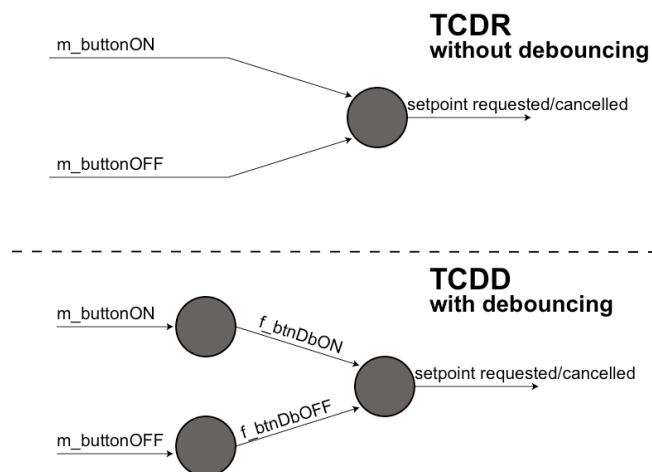 TCDR
without debouncing
m_buttonON
setpoint requested/cancelled
m_buttonOFF
TCDD
with debouncing
m_buttonON
f_btnDbON
setpoint requested/cancelled
f_btnDbOFF
m_buttonOFF